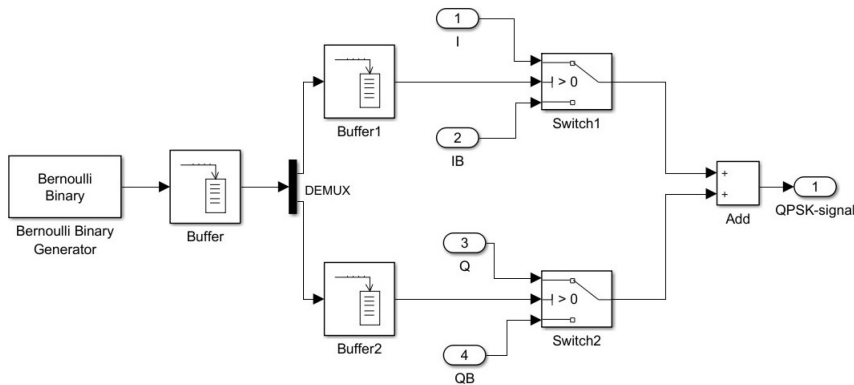 1
I
Buffer1
> 0
Switch1
2
IB
Bernoulli
Binary
Bernoulli Binary
Generator
Buffer
DEMUX
+
+
Add
1
QPSK-signal
3
Q
Buffer2
> 0
Switch2
4
QB